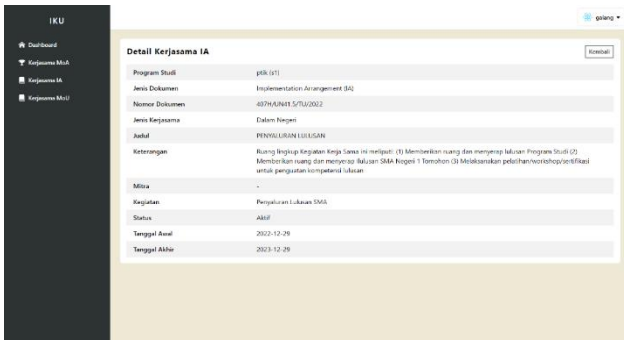 IKU
galang
Dashboard
Kerjasama MoA
Kerjasama IA
Kerjasama MoU
Detail Kerjasama IA
Kembali
Program Studi ptik (s1)
Jenis Dokumen Implementation Arrangement (IA)
Nomor Dokumen 407H/UN41.5/TU/2022
Jenis Kerjasama Dalam Negeri
Judul PENYALURAN LULUSAN
Keterangan Ruang lingkup Kegiatan Kerja Sama ini meliputi: (1) Memberikan ruang dan menyerap lulusan Program Studi (2)
Memberikan ruang dan menyerap llulusan SMA Negeri 1 Tomohon (3) Melaksanakan pelatihan/workshop/sertifikasi
untuk penguatan kompetensi lulusan
Mitra -
Kegiatan Penyaluran Lulusan SMA
Status Aktif
Tanggal Awal 2022-12-29
Tanggal Akhir 2023-12-29